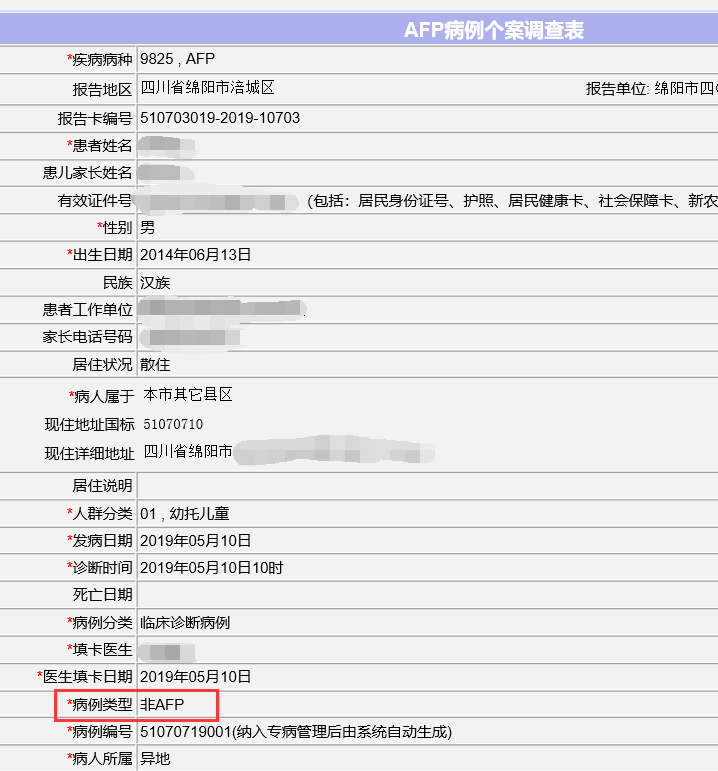 AFP病例个案调查表
*疾病病种 9825 , AFP
报告地区 四川省绵阳市涪城区 报告单位: 绵阳市四
报告卡编号 510703019-2019-10703
*患者姓名
患儿家长姓名
有效证件号 (包括：居民身份证号、护照、居民健康卡、社会保障卡、新农
*性别 男
*出生日期 2014年06月13日
民族 汉族
患者工作单位
家长电话号码
居住状况 散住
*病人属于 本市其它县区
现住地址国标 51070710
现住详细地址 四川省绵阳市
居住说明
*人群分类 01 , 幼托儿童
*发病日期 2019年05月10日
*诊断时间 2019年05月10日10时
死亡日期
*病例分类 临床诊断病例
*填卡医生
*医生填卡日期 2019年05月10日
*病例类型 非AFP
*病例编号 51070719001(纳入专病管理后由系统自动生成)
*病人所属 异地